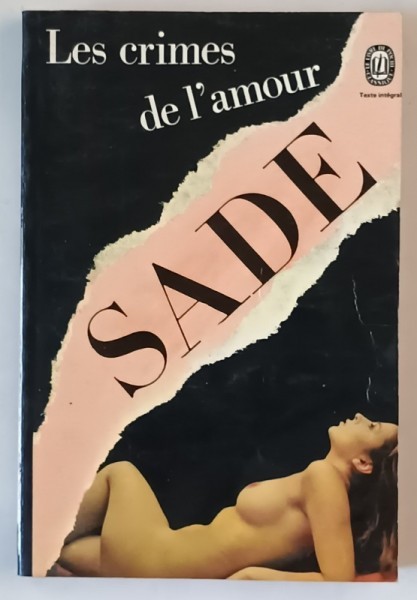 Les crimes
de l'amour
Texte intégral
SADE